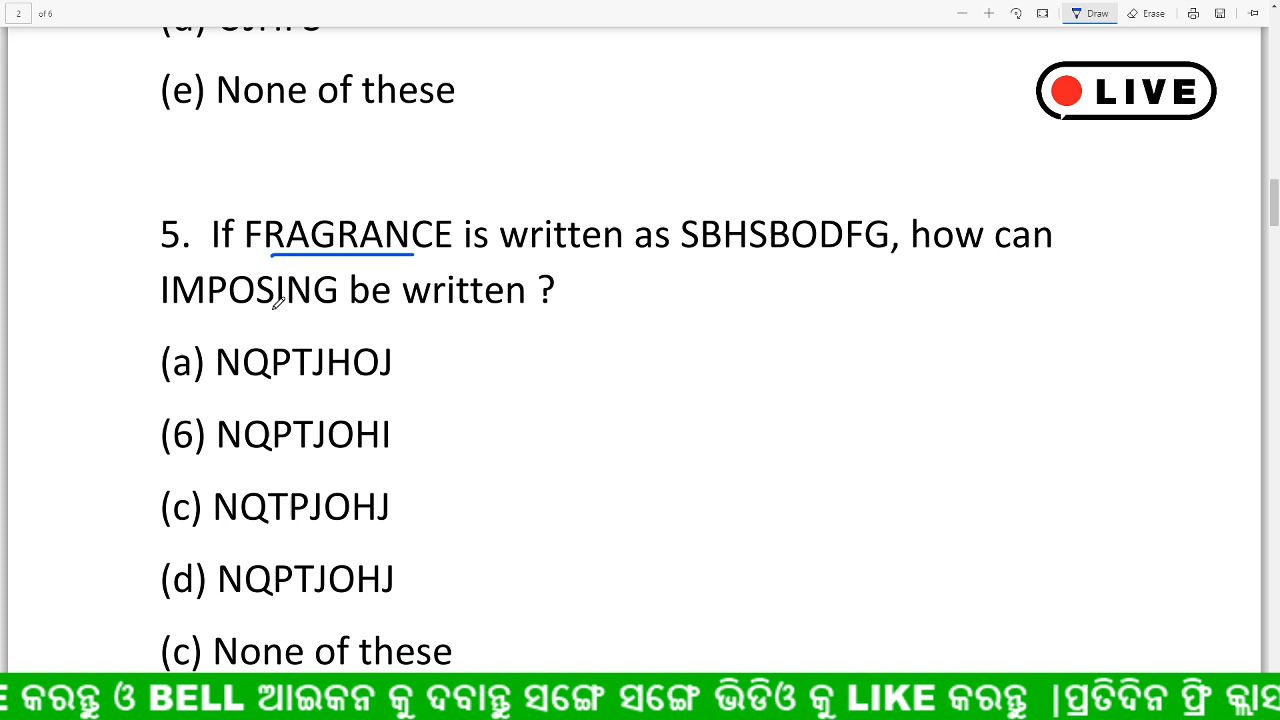 2 of 6 Draw Erase
(e) None of these
LIVE
5. If FRAGRANCE is written as SBHSBODFG, how can
IMPOSING be written ?
(a) NQPTJHOJ
(6) NQPTJOHI
(c) NQTPJOHJ
(d) NQPTJOHJ
(c) None of these
କରନ୍ତୁ ଓ BELL ଆଇକନ କୁ ଦବାନ୍ତୁ ସଙ୍ଗେ ସଙ୍ଗେ ଭିଡିଓ କୁ LIKE କରନ୍ତୁ |ପ୍ରତିଦିନ ଫ୍ରି